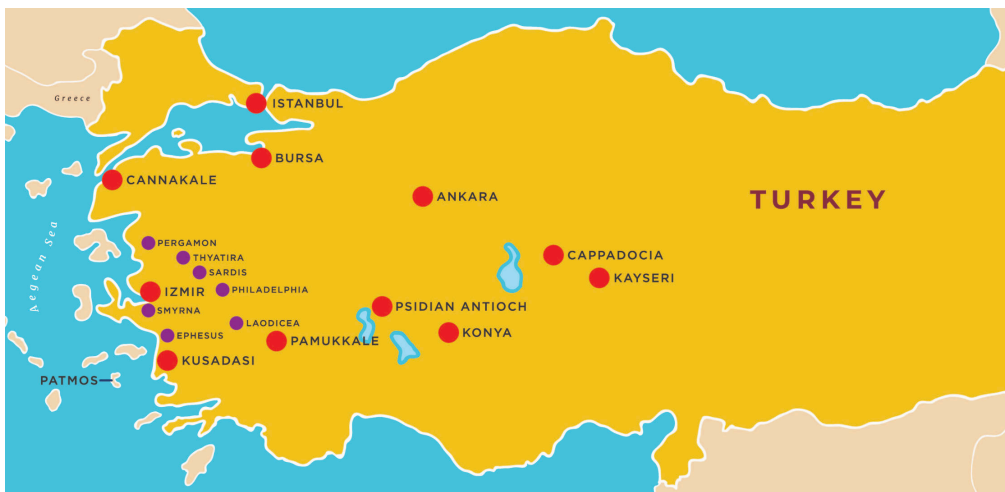 Greece
ISTANBUL
BURSA
CANNAKALE
ANKARA
TURKEY
Aegean Sea
PERGAMON
THYATIRA
SARDIS
CAPPADOCIA
KAYSERI
IZMIR
PHILADELPHIA
SMYRNA
PSIDIAN ANTIOCH
LAODICEA
EPHESUS
PAMUKKALE
KONYA
KUSADASI
PATMOS